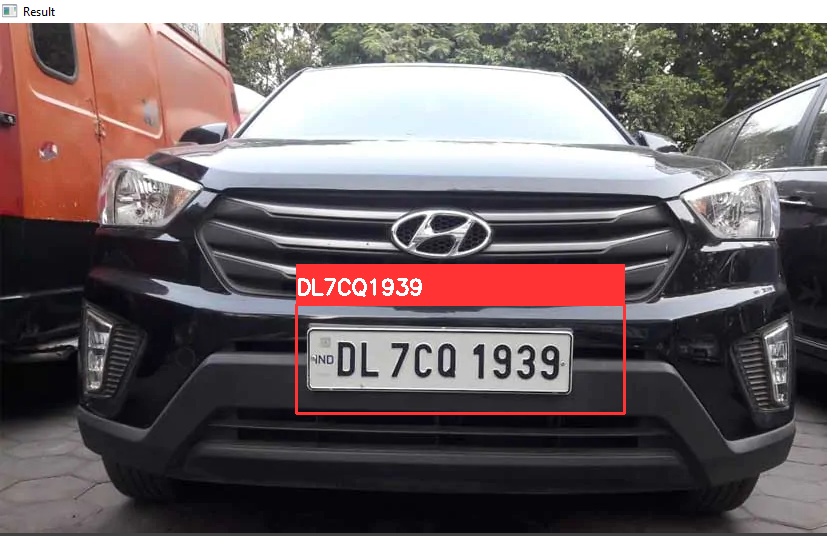 Result
DL7CQ1939
IND
DL 7CQ 1939